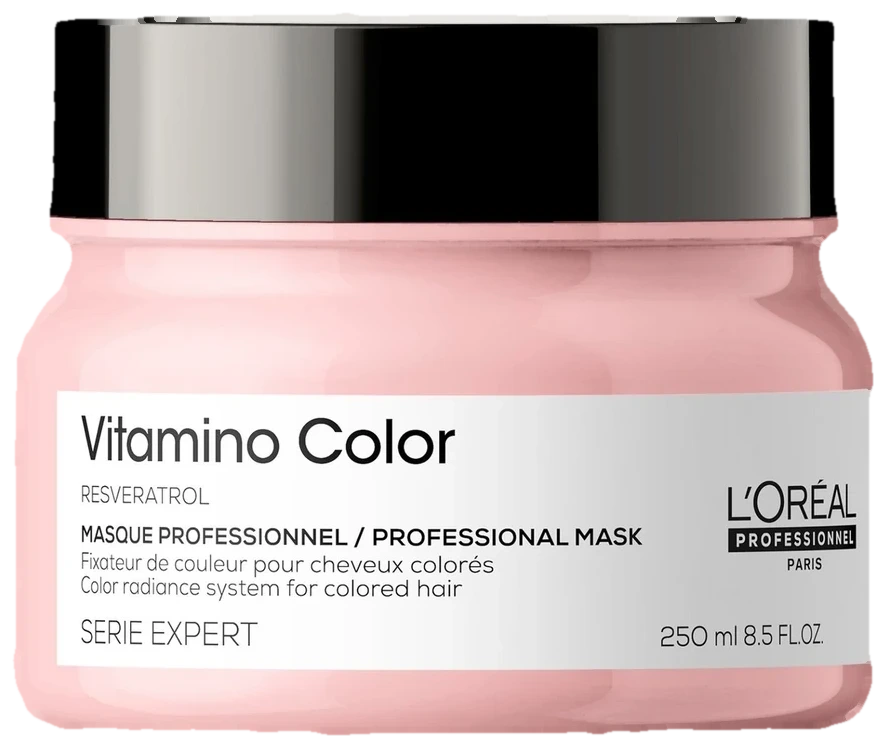 Vitamino Color
RESVERATROL
MASQUE PROFESSIONNEL / PROFESSIONAL MASK
Fixateur de couleur pour cheveux colorés
Color radiance system for colored hair
SERIE EXPERT
L'ORÉAL
PROFESSIONNEL
PARIS
250 ml 8.5 FL.OZ.